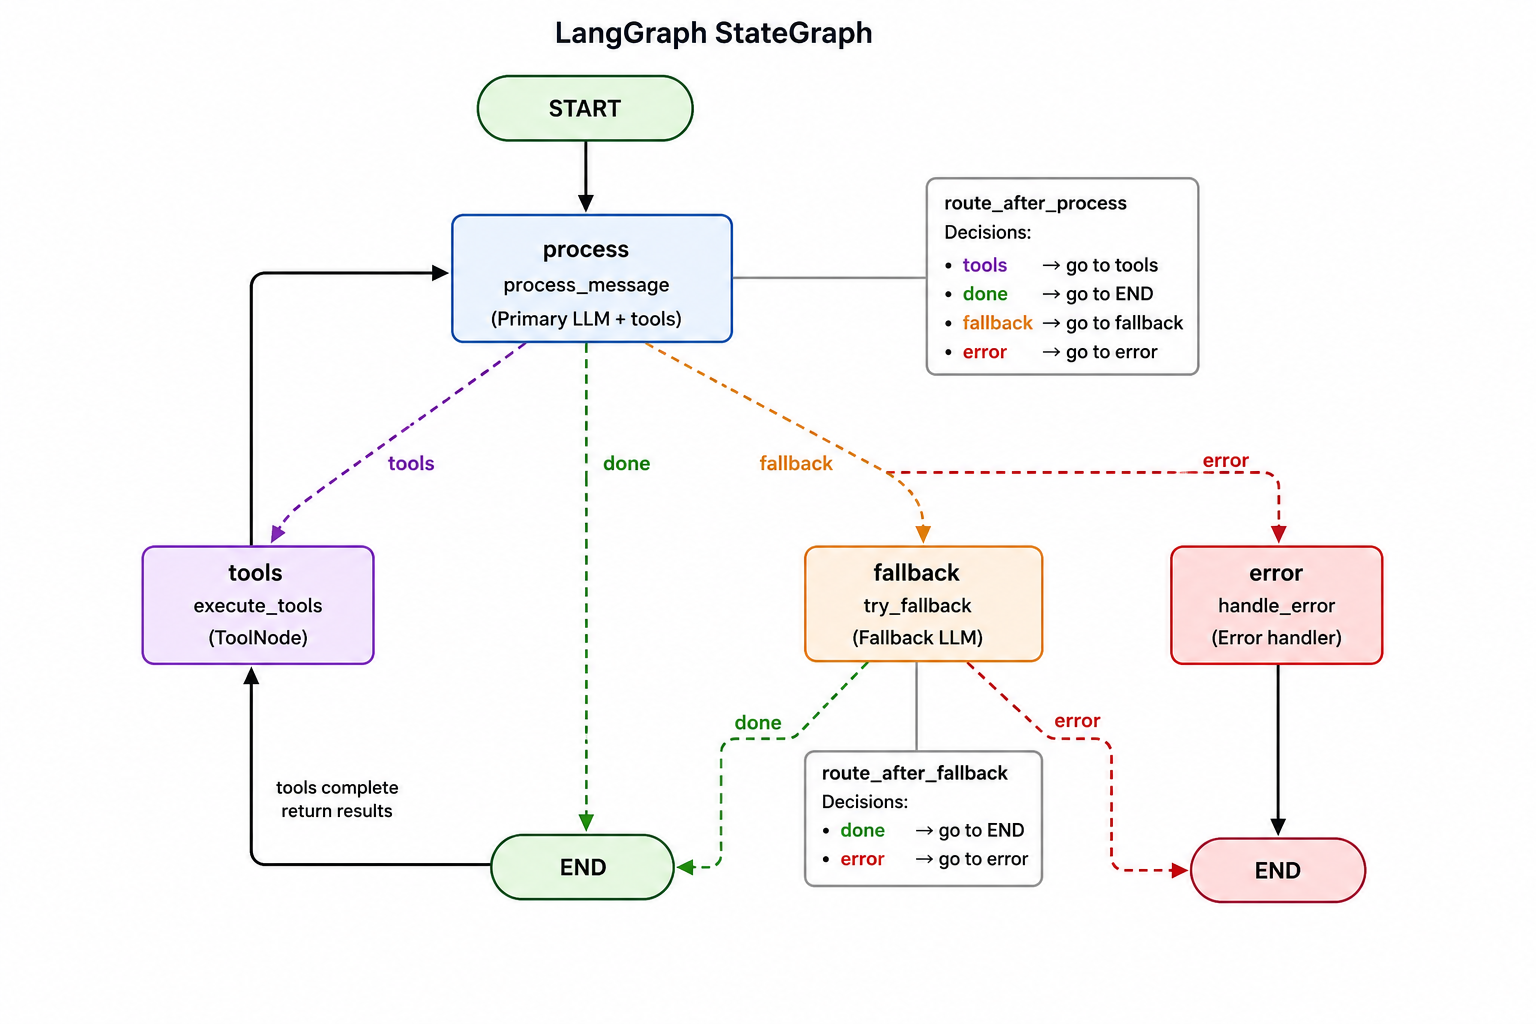 LangGraph StateGraph
START
process
process_message
(Primary LLM + tools)
route_after_process
Decisions:
• tools → go to tools
• done → go to END
• fallback → go to fallback
• error → go to error
tools
done
fallback
error
tools
execute_tools
(ToolNode)
fallback
try_fallback
(Fallback LLM)
error
handle_error
(Error handler)
done
error
tools complete
return results
route_after_fallback
Decisions:
• done → go to END
• error → go to error
END
END